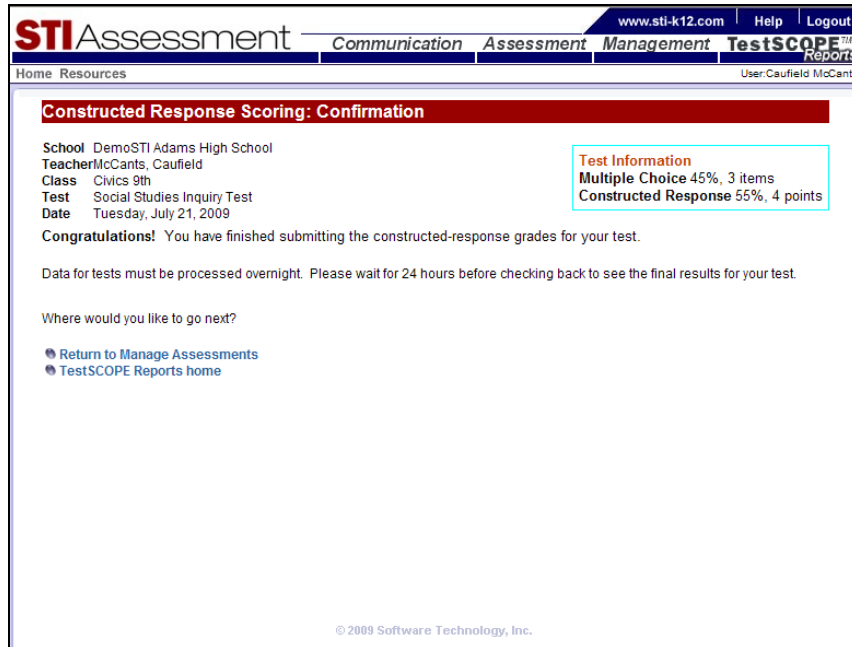 www.sti-k12.com Help Logout
STIAssessment
Communication Assessment Management TestSCOPE™ Reports
Home Resources
User:Caufield McCant
Constructed Response Scoring: Confirmation
School DemoSTI Adams High School
TeacherMcCants, Caufield
Class Civics 9th
Test Social Studies Inquiry Test
Date Tuesday, July 21, 2009
Test Information
Multiple Choice 45%, 3 items
Constructed Response 55%, 4 points
Congratulations! You have finished submitting the constructed-response grades for your test.
Data for tests must be processed overnight. Please wait for 24 hours before checking back to see the final results for your test.
Where would you like to go next?
Return to Manage Assessments
TestSCOPE Reports home
© 2009 Software Technology, Inc.